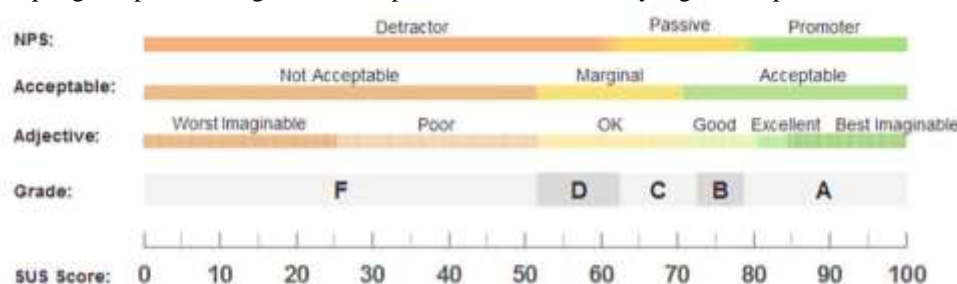 Detractor Passive Promoter
NPS:
Not Acceptable Marginal Acceptable
Acceptable:
Worst Imaginable Poor OK Good Excellent Best Imaginable
Adjective:
Grade: F D C B A
SUS Score: 0 10 20 30 40 50 60 70 80 90 100